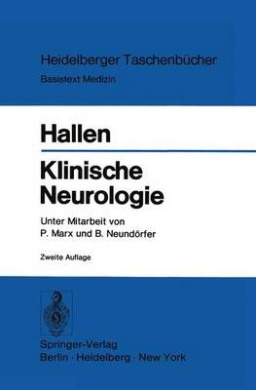 Heidelberger Taschenbücher
Basistext Medizin
Hallen
Klinische
Neurologie
Unter Mitarbeit von
P. Marx und B. Neundörfer
Zweite Auflage
Springer-Verlag
Berlin · Heidelberg · New York